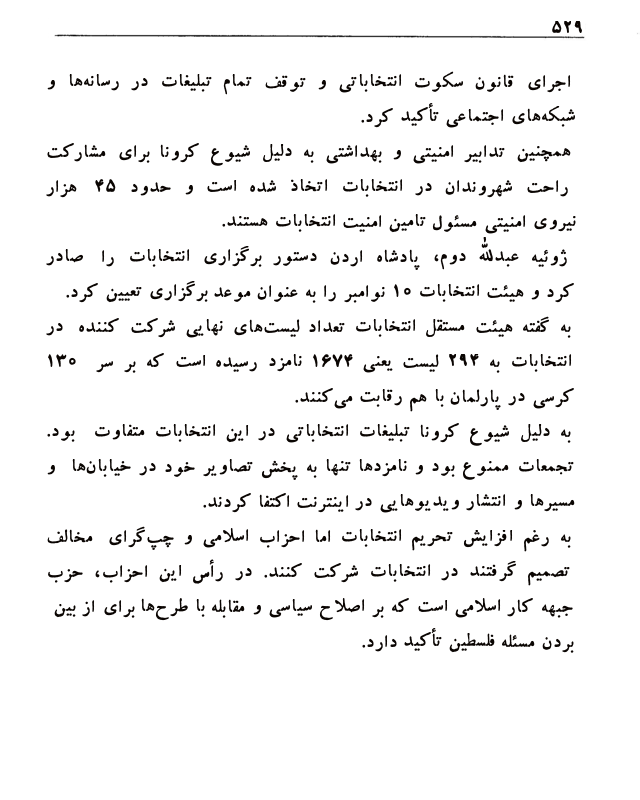 ۵۲۹
اجرای قانون سکوت انتخاباتی و توقف تمام تبلیغات در رسانه‌ها و
شبکه‌های اجتماعی تأکید کرد.
همچنین تدابیر امنیتی و بهداشتی به دلیل شیوع کرونا برای مشارکت
راحت شهروندان در انتخابات اتخاذ شده است و حدود ۴۵ هزار
نیروی امنیتی مسئول تامین امنیت انتخابات هستند.
ژوئیه عبدالله دوم، پادشاه اردن دستور برگزاری انتخابات را صادر
کرد و هیئت انتخابات ۱۰ نوامبر را به عنوان موعد برگزاری تعیین کرد.
به گفته هیئت مستقل انتخابات تعداد لیست‌های نهایی شرکت کننده در
انتخابات به ۲۹۴ لیست یعنی ۱۶۷۴ نامزد رسیده است که بر سر ۱۳۰
کرسی در پارلمان با هم رقابت می‌کنند.
به دلیل شیوع کرونا تبلیغات انتخاباتی در این انتخابات متفاوت بود.
تجمعات ممنوع بود و نامزدها تنها به پخش تصاویر خود در خیابان‌ها و
مسیرها و انتشار ویدیوهایی در اینترنت اکتفا کردند.
به رغم افزایش تحریم انتخابات اما احزاب اسلامی و چپ‌گرای مخالف
تصمیم گرفتند در انتخابات شرکت کنند. در رأس این احزاب، حزب
جبهه کار اسلامی است که بر اصلاح سیاسی و مقابله با طرح‌ها برای از بین
بردن مسئله فلسطین تأکید دارد.